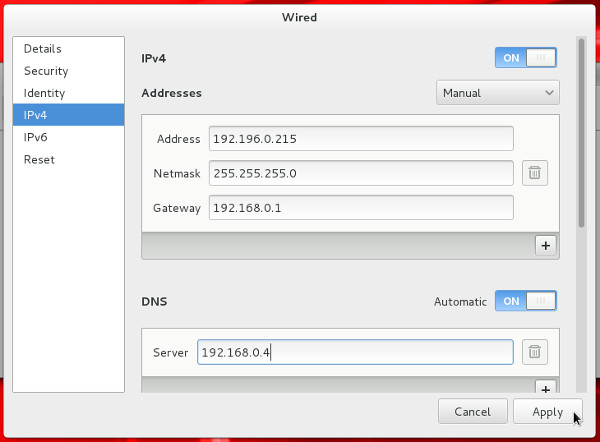 Wired
Details
Security
Identity
IPv4
IPv6
Reset
IPv4 ON
Addresses Manual
Address 192.196.0.215
Netmask 255.255.255.0
Gateway 192.168.0.1
+
DNS Automatic ON
Server 192.168.0.4
+
Cancel Apply